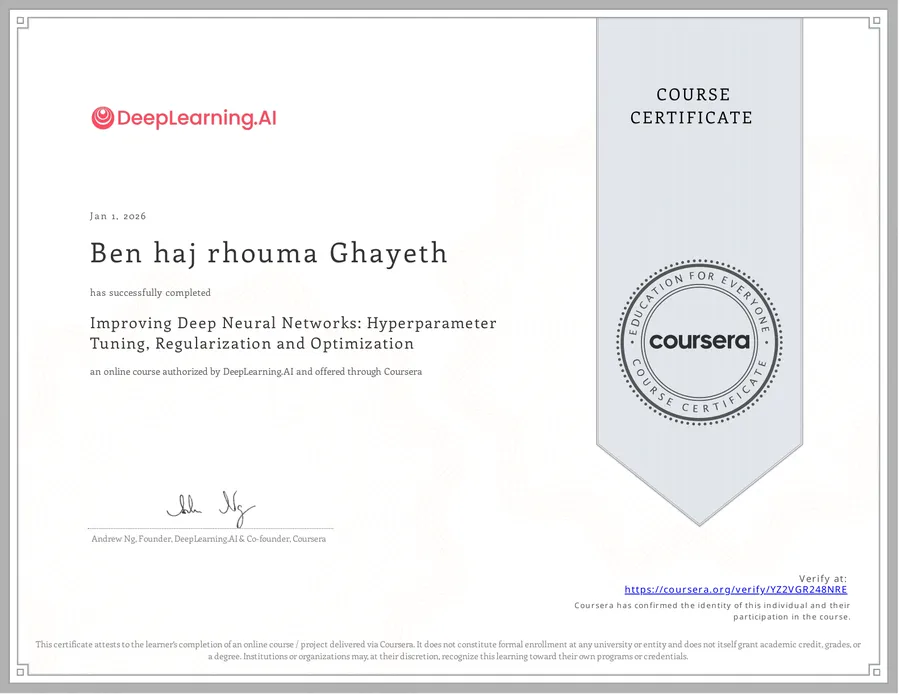 DeepLearning.AI
COURSE
CERTIFICATE
Jan 1, 2026
Ben haj rhouma Ghayeth
has successfully completed
Improving Deep Neural Networks: Hyperparameter
Tuning, Regularization and Optimization
an online course authorized by DeepLearning.AI and offered through Coursera
EDUCATION FOR EVERYONE
coursera
COURSE CERTIFICATE
Andrew Ng, Founder, DeepLearning.AI & Co-founder, Coursera
Verify at:
https://coursera.org/verify/YZ2VGR248NRE
Coursera has confirmed the identity of this individual and their
participation in the course.
This certificate attests to the learner's completion of an online course / project delivered via Coursera. It does not constitute formal enrollment at any university or entity and does not itself grant academic credit, grades, or
a degree. Institutions or organizations may, at their discretion, recognize this learning toward their own programs or credentials.